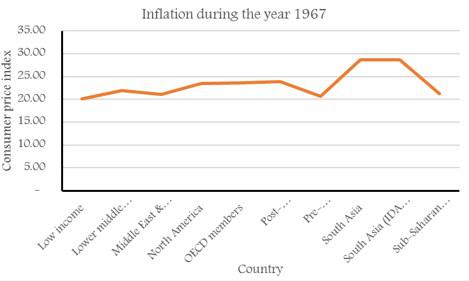 Inflation during the year 1967
Consumer price index
35.00
30.00
25.00
20.00
15.00
10.00
5.00
-
Low income
Lower middle...
Middle East &...
North America
OECD members
Post-...
Pre-...
South Asia
South Asia (IDA...
Sub-Saharan...
Country